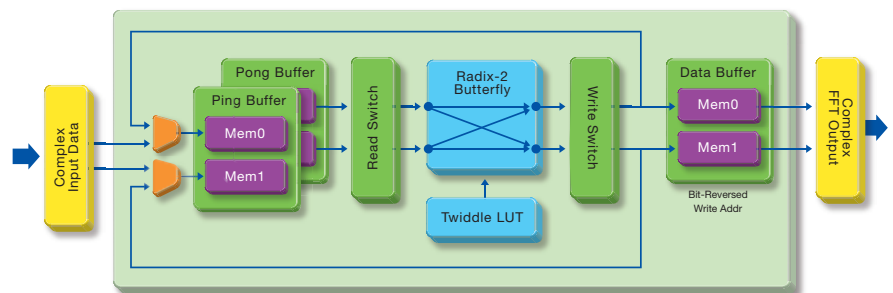 Complex
Input Data
Pong Buffer
Ping Buffer
Mem0
Mem1
Read Switch
Radix-2
Butterfly
Twiddle LUT
Write Switch
Data Buffer
Mem0
Mem1
Bit-Reversed
Write Addr
Complex
FFT Output